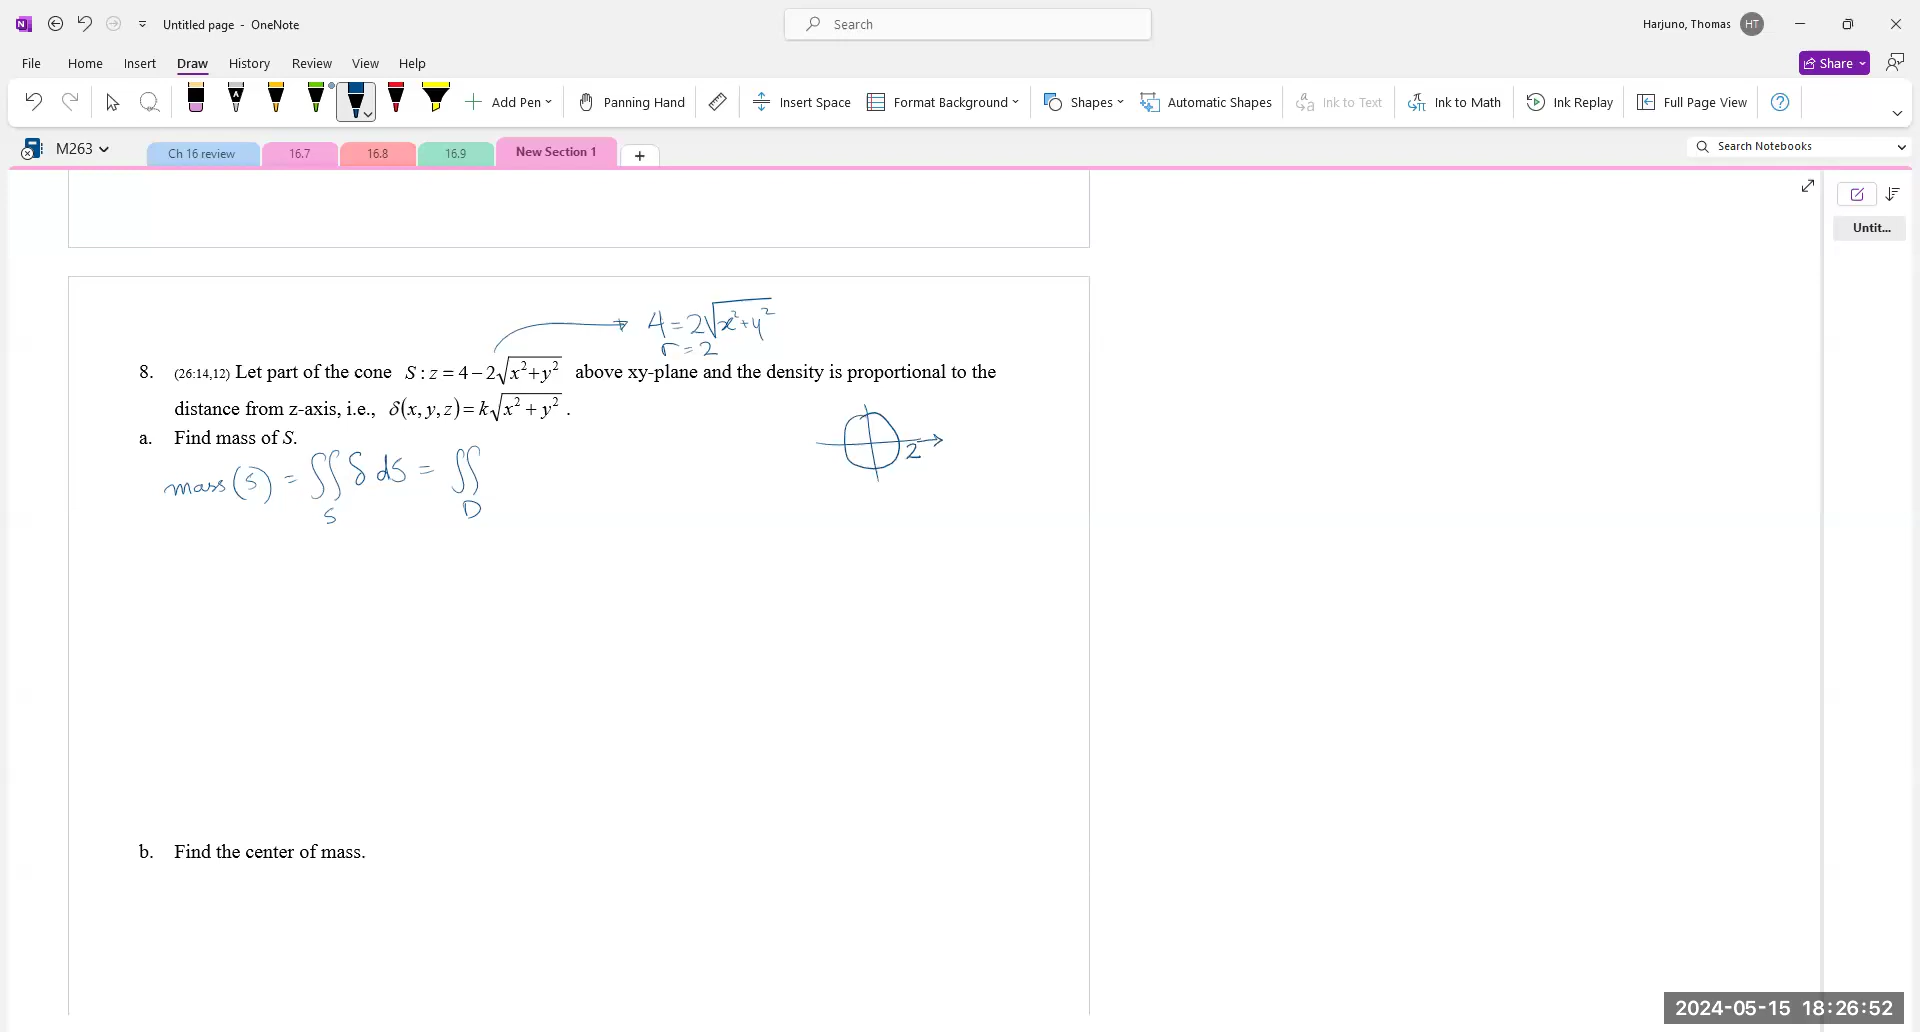 Untitled page - OneNote
Search
Harjuno, Thomas HT
File Home Insert Draw History Review View Help
Share
Add Pen Panning Hand Insert Space Format Background Shapes Automatic Shapes Ink to Text Ink to Math Ink Replay Full Page View
M263 Ch 16 review 16.7 16.8 16.9 New Section 1 + Search Notebooks
Untit...
4 = 2√(x²+y²)
r = 2
8. (26:14,12) Let part of the cone S : z = 4 − 2√(x²+y²) above xy-plane and the density is proportional to the
distance from z-axis, i.e., δ(x, y, z) = k√(x² + y²) .
a. Find mass of S.
2
mass(S) = ∬_S δ dS = ∬_D
b. Find the center of mass.
2024-05-15 18:26:52